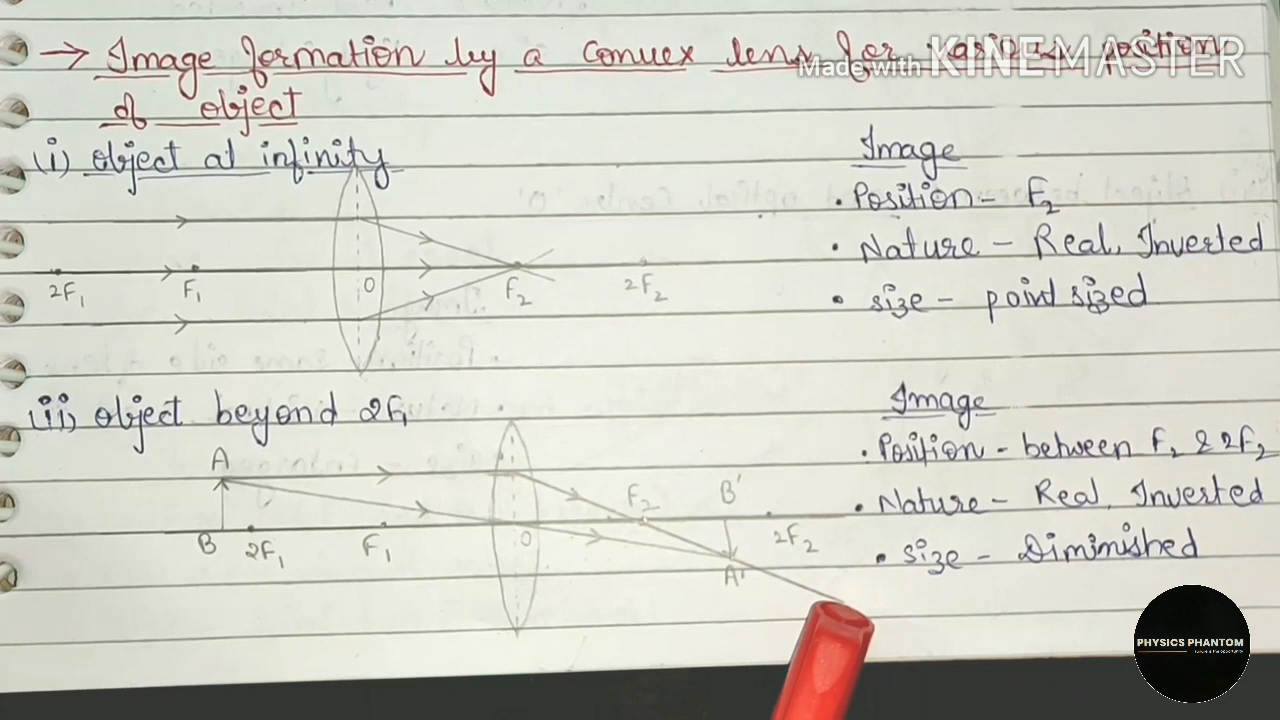 → Image formation by a convex lens for various position
of object
Made with KINEMASTER
(i) object at infinity
Image
• Position - F₂
• Nature - Real, Inverted
• size - point sized
2F₁ F₁ O F₂ 2F₂
(ii) object beyond 2F₁
Image
• Position - between F₂ & 2F₂
• Nature - Real, Inverted
• size - Diminished
A
B 2F₁ F₁ O F₂ B' 2F₂
A'
PHYSICS PHANTOM